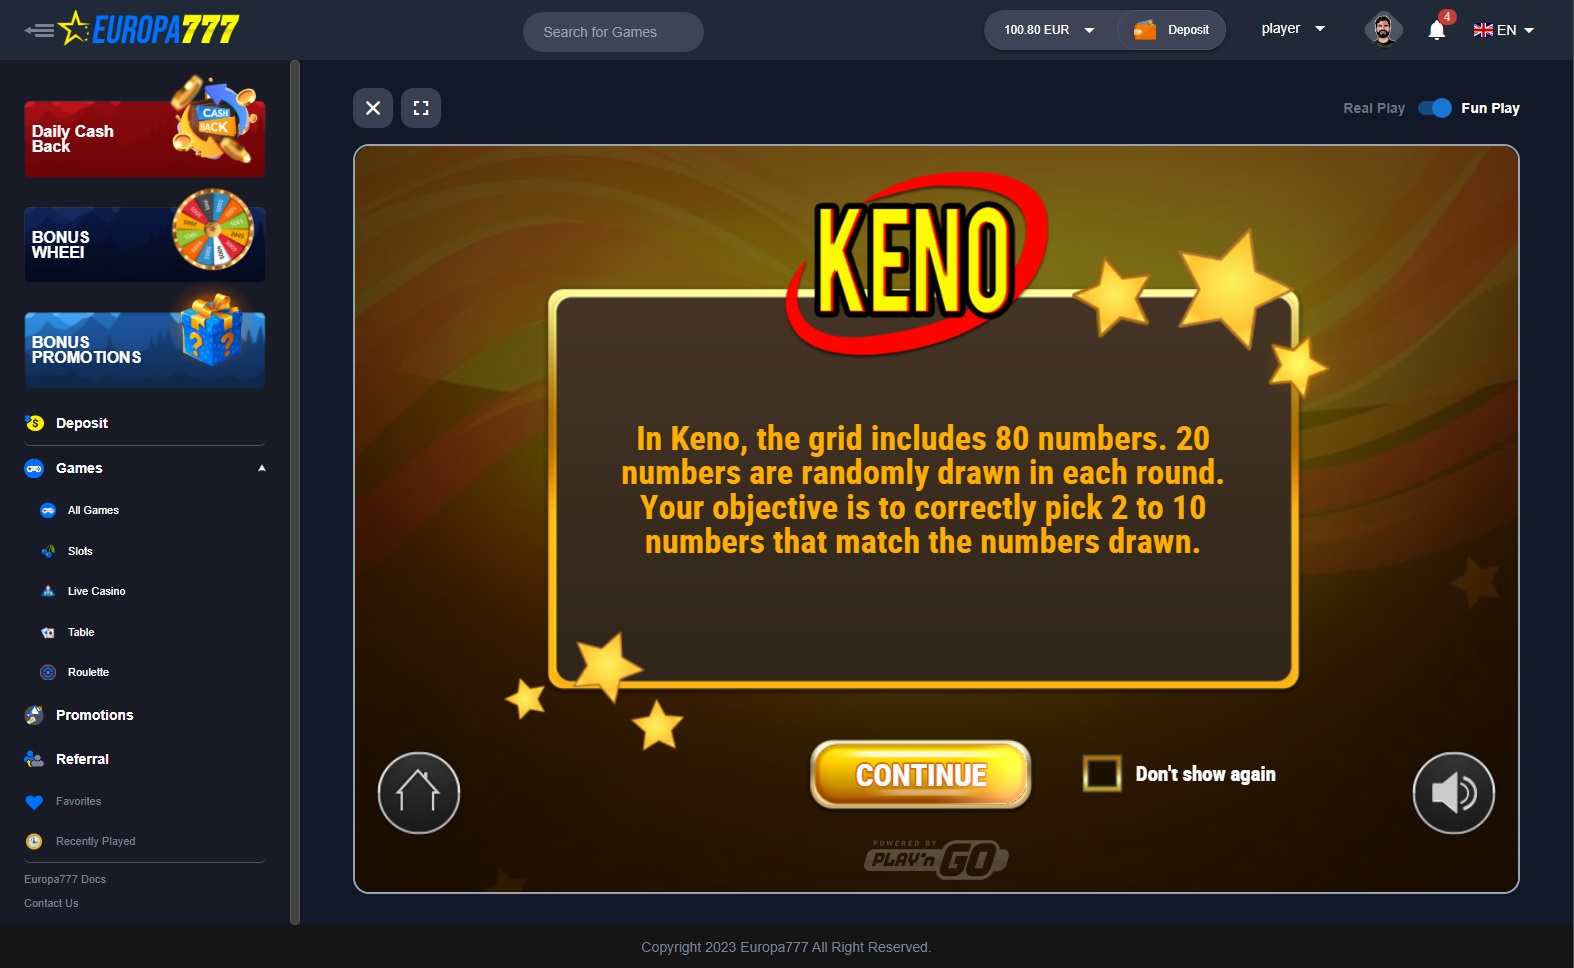 EUROPA777
Search for Games
100.80 EUR
Deposit
player
4
EN
Daily Cash
Back
CASH
BACK
BONUS
WHEEl
BONUS
PROMOTIONS
Deposit
Games
All Games
Slots
Live Casino
Table
Roulette
Promotions
Referral
Favorites
Recently Played
Europa777 Docs
Contact Us
Real Play
Fun Play
KENO
In Keno, the grid includes 80 numbers. 20
numbers are randomly drawn in each round.
Your objective is to correctly pick 2 to 10
numbers that match the numbers drawn.
CONTINUE
Don't show again
POWERED BY
PLAY'n GO
Copyright 2023 Europa777 All Right Reserved.